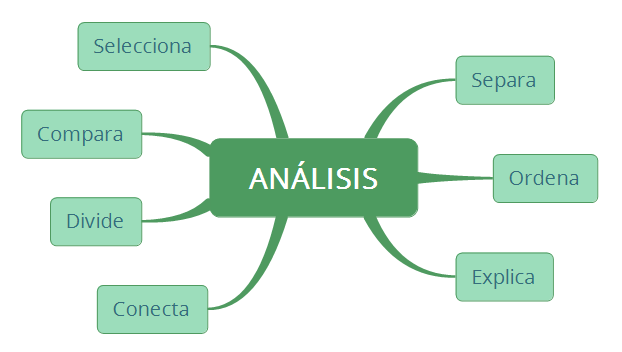 Selecciona
Separa
Compara
ANÁLISIS
Ordena
Divide
Explica
Conecta